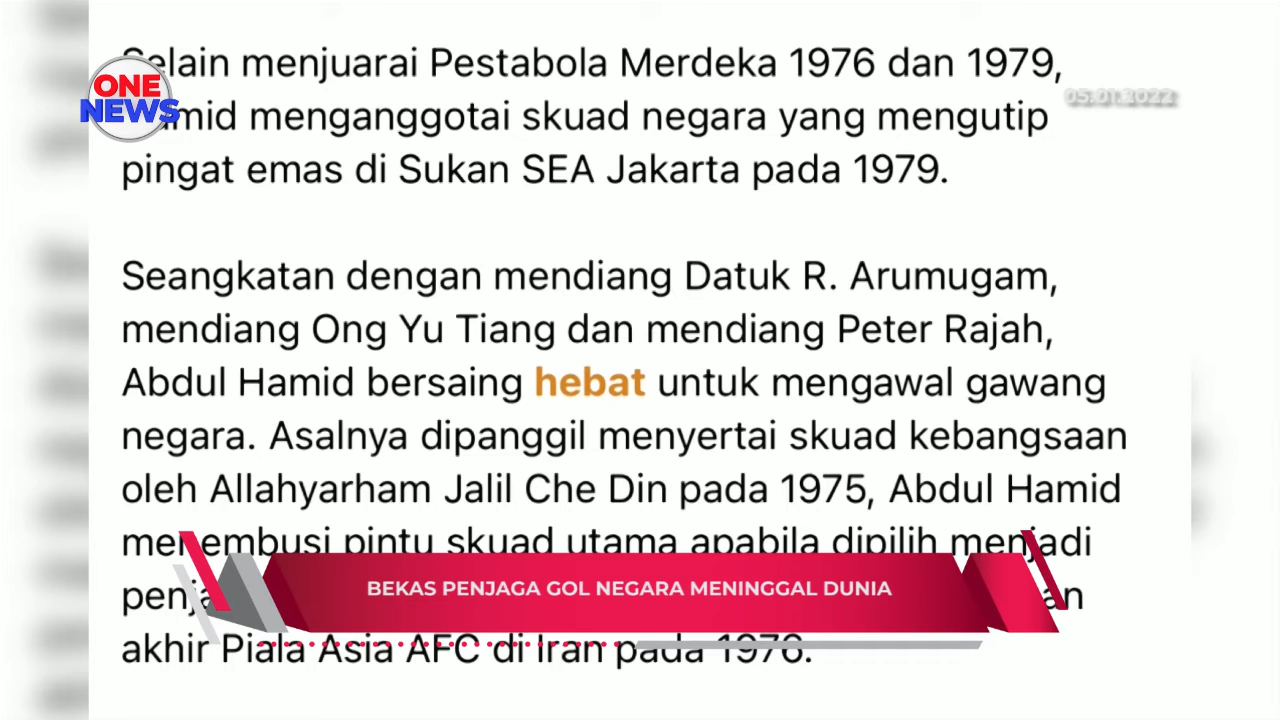 Selain menjuarai Pestabola Merdeka 1976 dan 1979,
ONE
NEWS
05.01.2022
menganggotai skuad negara yang mengutip
pingat emas di Sukan SEA Jakarta pada 1979.
Seangkatan dengan mendiang Datuk R. Arumugam,
mendiang Ong Yu Tiang dan mendiang Peter Rajah,
Abdul Hamid bersaing hebat untuk mengawal gawang
negara. Asalnya dipanggil menyertai skuad kebangsaan
oleh Allahyarham Jalil Che Din pada 1975, Abdul Hamid
menembusi pintu skuad utama apabila dipilih menjadi
BEKAS PENJAGA GOL NEGARA MENINGGAL DUNIA
akhir Piala Asia AFC di Iran pada 1976.